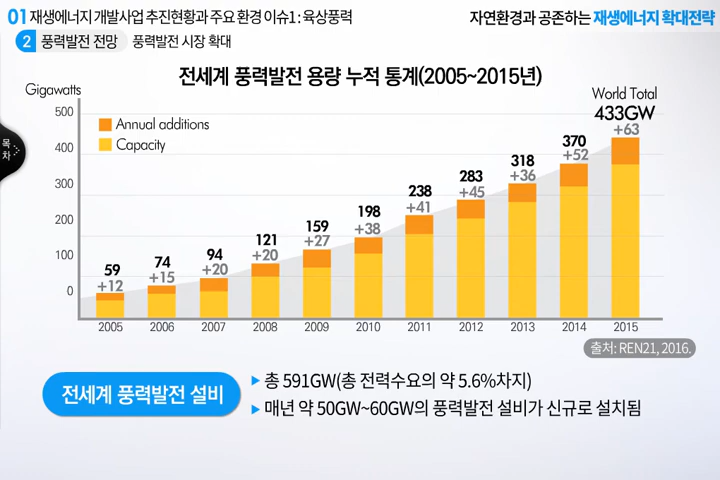 01 재생에너지 개발사업 추진현황과 주요 환경 이슈1 : 육상풍력
자연환경과 공존하는 재생에너지 확대전략
2 풍력발전 전망 풍력발전 시장 확대
전세계 풍력발전 용량 누적 통계(2005~2015년)
Gigawatts
World Total
433GW
+63
500
400
300
200
100
0
Annual additions
Capacity
목차
59
+12
74
+15
94
+20
121
+20
159
+27
198
+38
238
+41
283
+45
318
+36
370
+52
2005 2006 2007 2008 2009 2010 2011 2012 2013 2014 2015
출처: REN21, 2016.
전세계 풍력발전 설비
▶ 총 591GW(총 전력수요의 약 5.6%차지)
▶ 매년 약 50GW~60GW의 풍력발전 설비가 신규로 설치됨